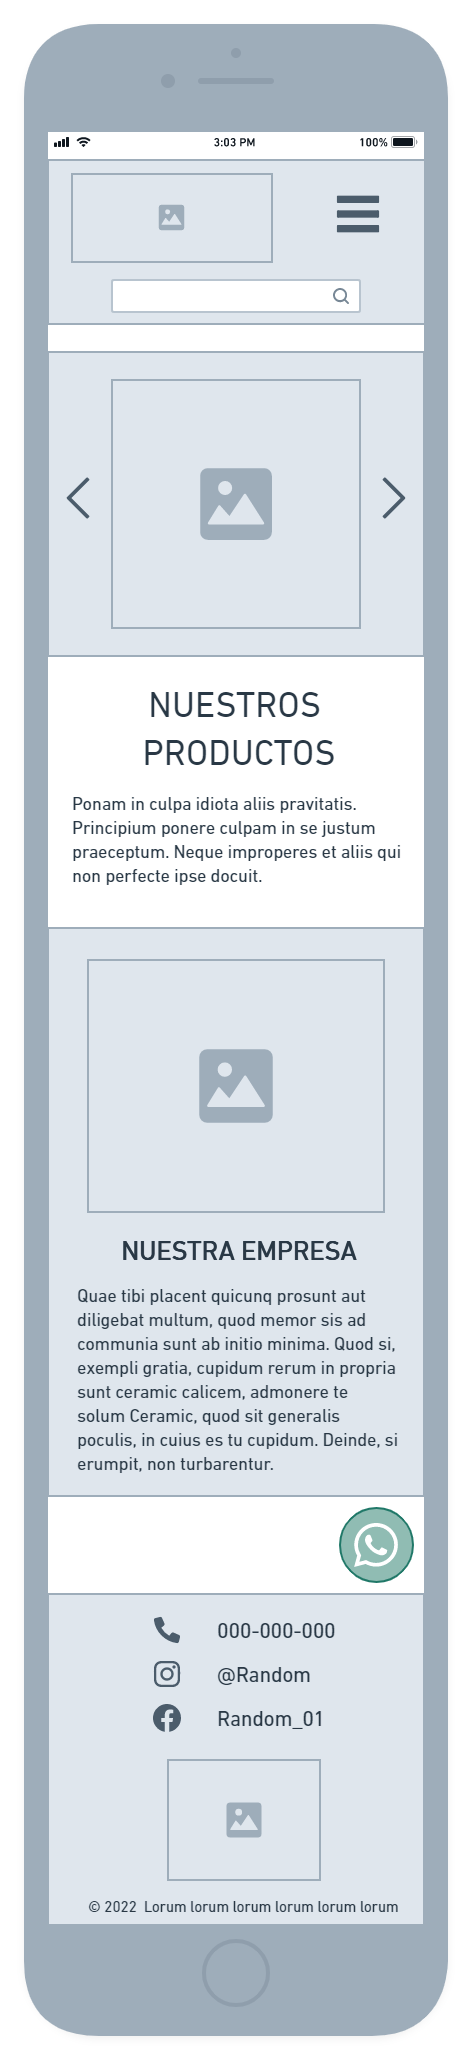 3:03 PM
100%
NUESTROS
PRODUCTOS
Ponam in culpa idiota aliis pravitatis.
Principium ponere culpam in se justum
praeceptum. Neque improperes et aliis qui
non perfecte ipse docuit.
NUESTRA EMPRESA
Quae tibi placent quicunq prosunt aut
diligebat multum, quod memor sis ad
communia sunt ab initio minima. Quod si,
exempli gratia, cupidum rerum in propria
sunt ceramic calicem, admonere te
solum Ceramic, quod sit generalis
poculis, in cuius es tu cupidum. Deinde, si
erumpit, non turbarentur.
000-000-000
@Random
Random_01
© 2022 Lorum lorum lorum lorum lorum lorum